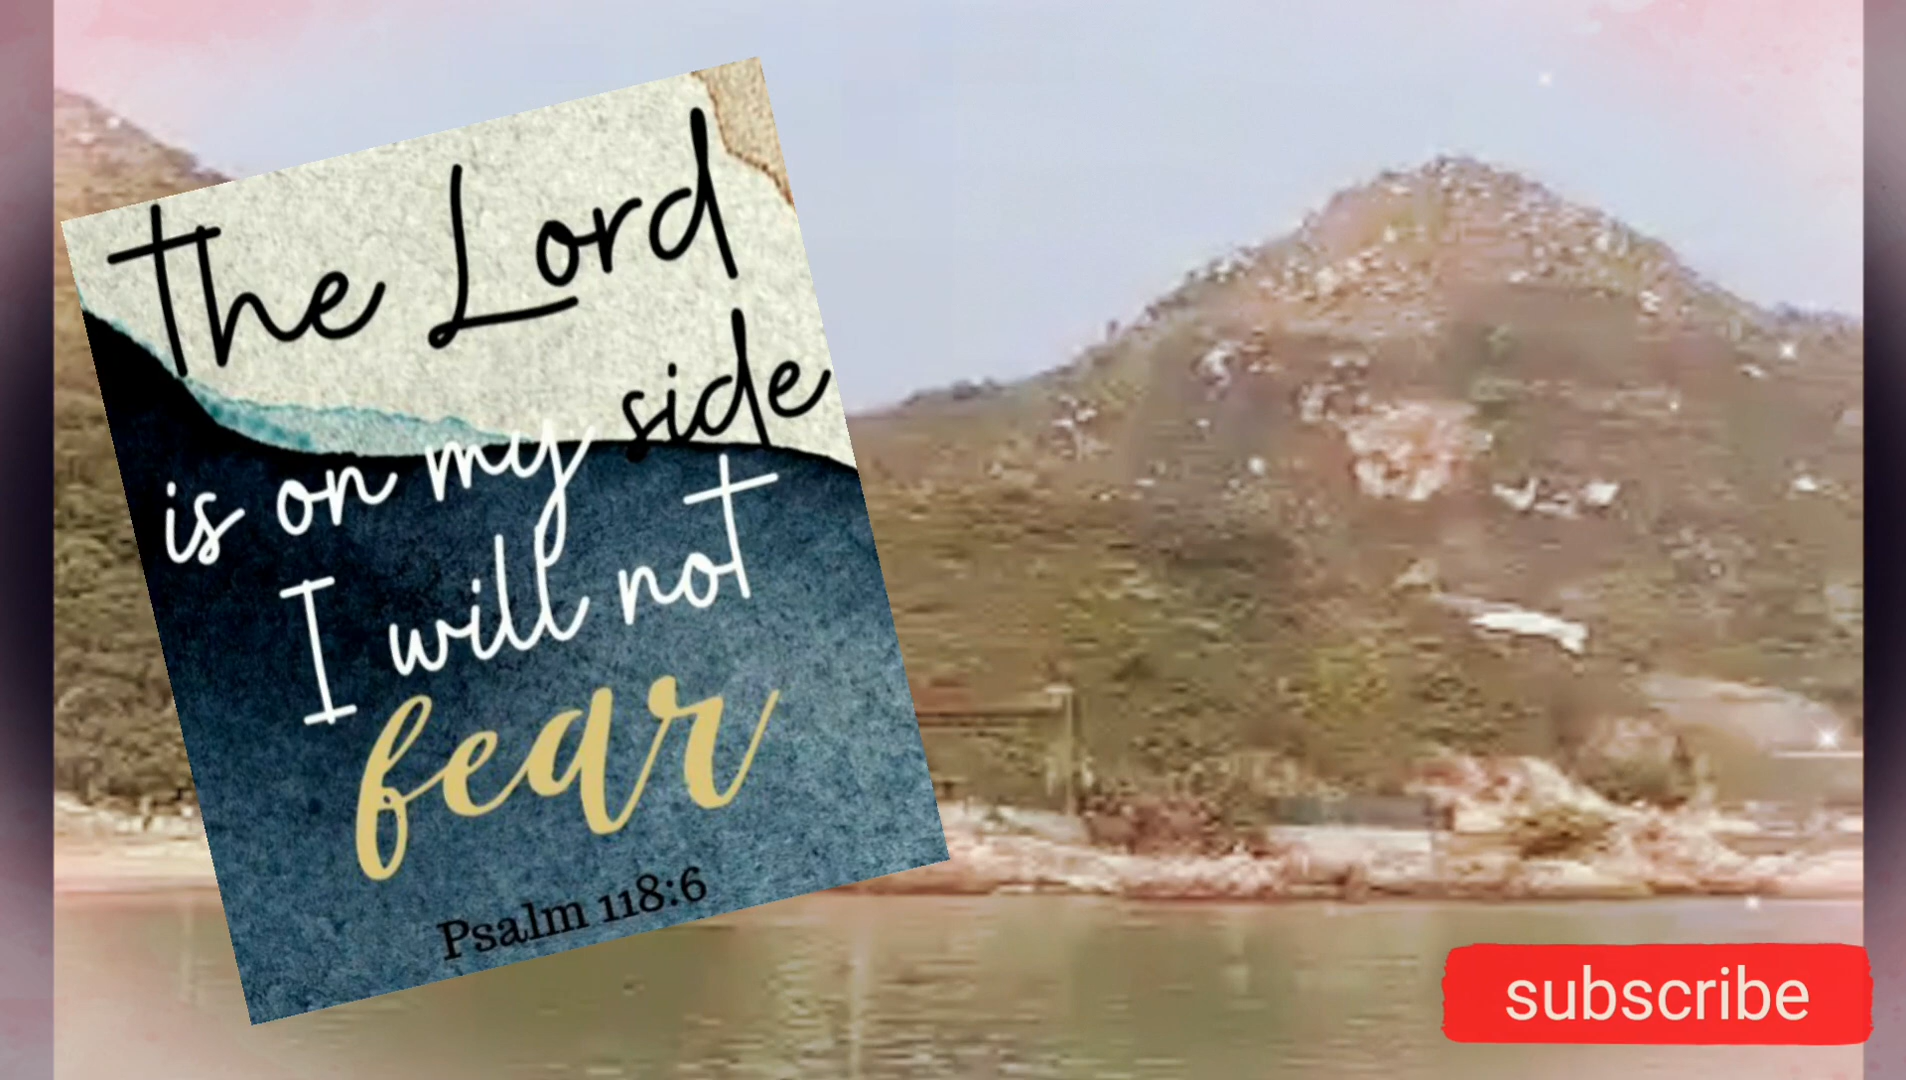 The Lord
is on my side
I will not
fear
Psalm 118:6
subscribe